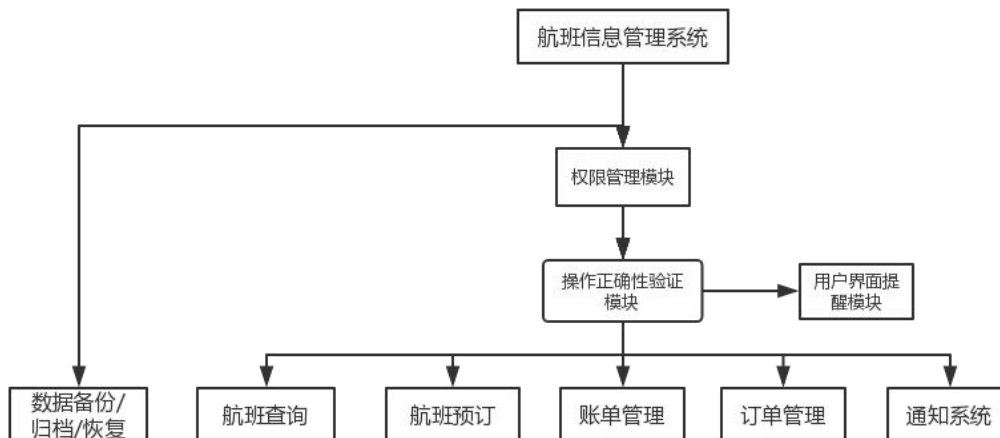 航班信息管理系统
权限管理模块
操作正确性验证
模块
用户界面提
醒模块
数据备份/
归档/恢复
航班查询
航班预订
账单管理
订单管理
通知系统